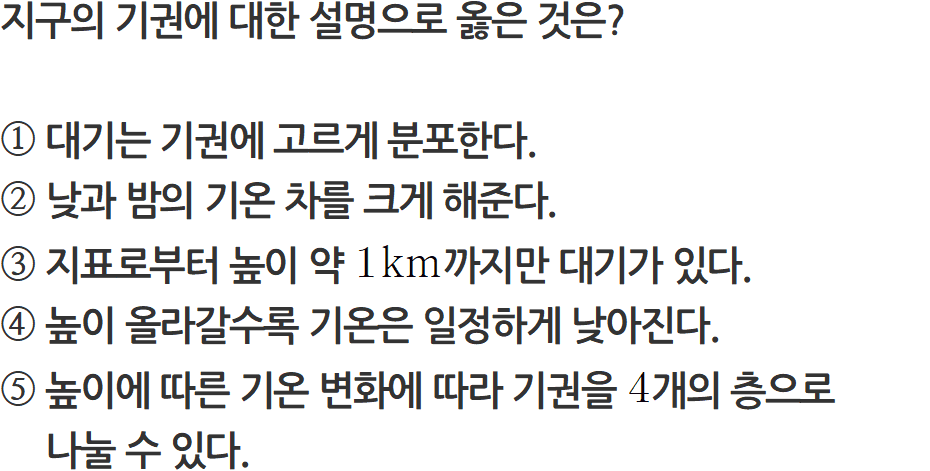 지구의 기권에 대한 설명으로 옳은 것은?
① 대기는 기권에 고르게 분포한다.
② 낮과 밤의 기온 차를 크게 해준다.
③ 지표로부터 높이 약 1km까지만 대기가 있다.
④ 높이 올라갈수록 기온은 일정하게 낮아진다.
⑤ 높이에 따른 기온 변화에 따라 기권을 4개의 층으로
나눌 수 있다.